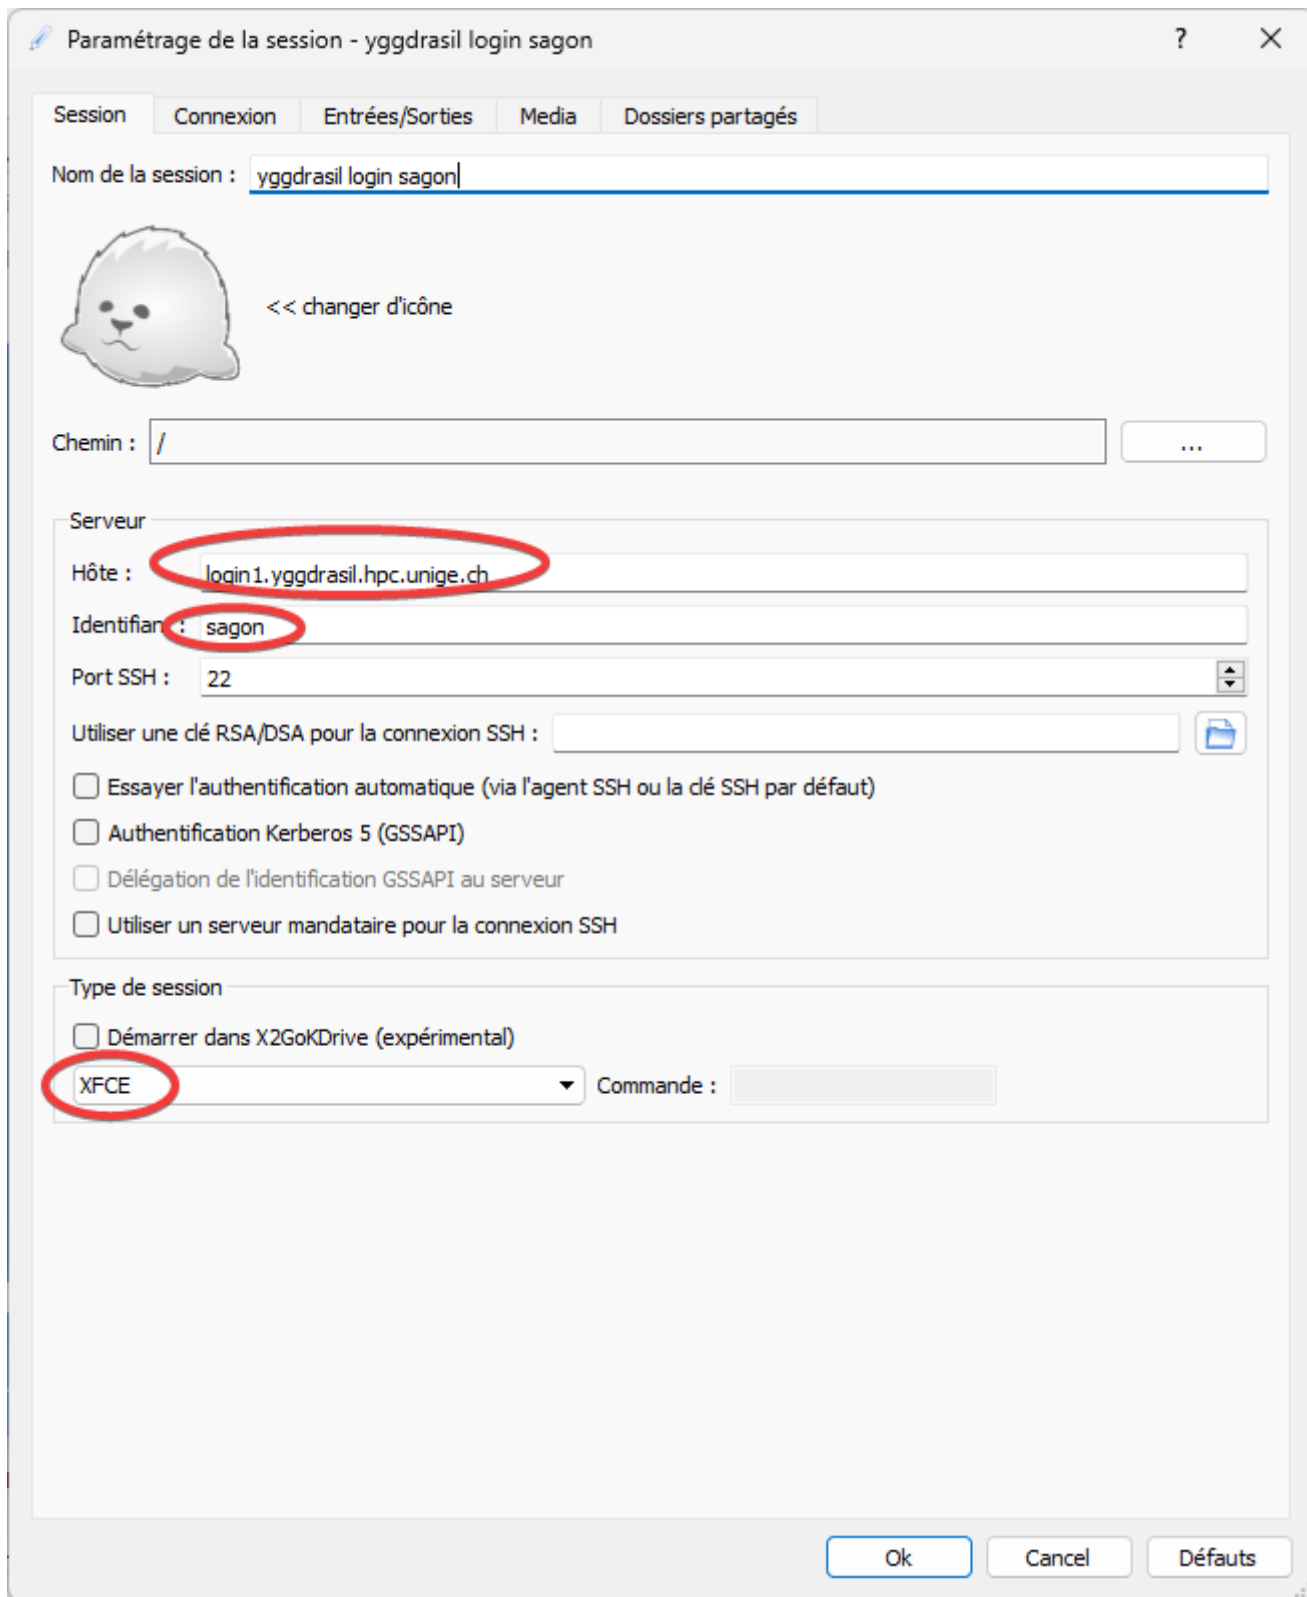 Paramétrage de la session - yggdrasil login sagon ?
Session Connexion Entrées/Sorties Media Dossiers partagés
Nom de la session : yggdrasil login sagon
<< changer d'icône
Chemin : / ...
Serveur
Hôte : login1.yggdrasil.hpc.unige.ch
Identifian : sagon
Port SSH : 22
Utiliser une clé RSA/DSA pour la connexion SSH :
Essayer l'authentification automatique (via l'agent SSH ou la clé SSH par défaut)
Authentification Kerberos 5 (GSSAPI)
Délégation de l'identification GSSAPI au serveur
Utiliser un serveur mandataire pour la connexion SSH
Type de session
Démarrer dans X2GoKDrive (expérimental)
XFCE Commande :
Ok Cancel Défauts